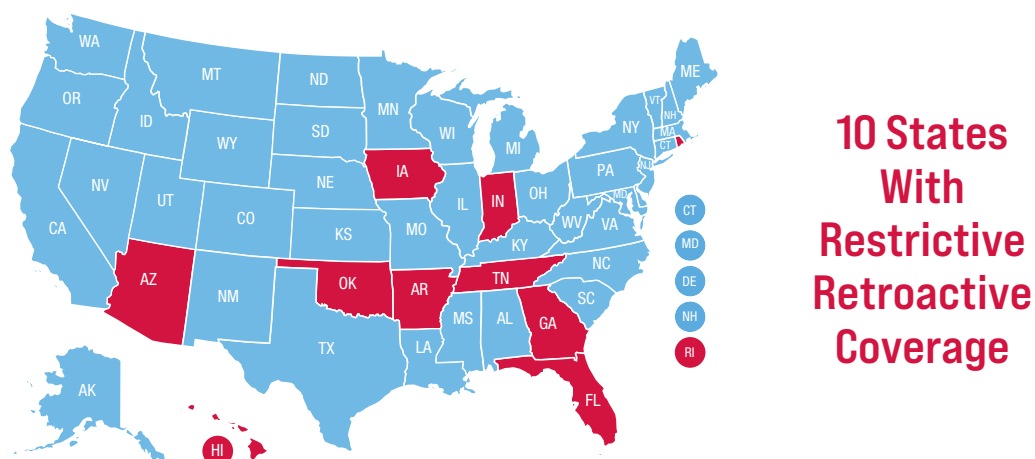 WA
MT
ND
MN
ME
OR
ID
SD
WI
VT
NH
WY
MI
NY
MA
CT
NV
UT
NE
IA
IL
IN
OH
PA
NJ
MD
CA
CO
KS
MO
KY
WV
VA
AZ
NM
OK
AR
TN
NC
SC
TX
LA
MS
AL
GA
FL
AK
HI
CT
MD
DE
NH
RI
10 States
With
Restrictive
Retroactive
Coverage